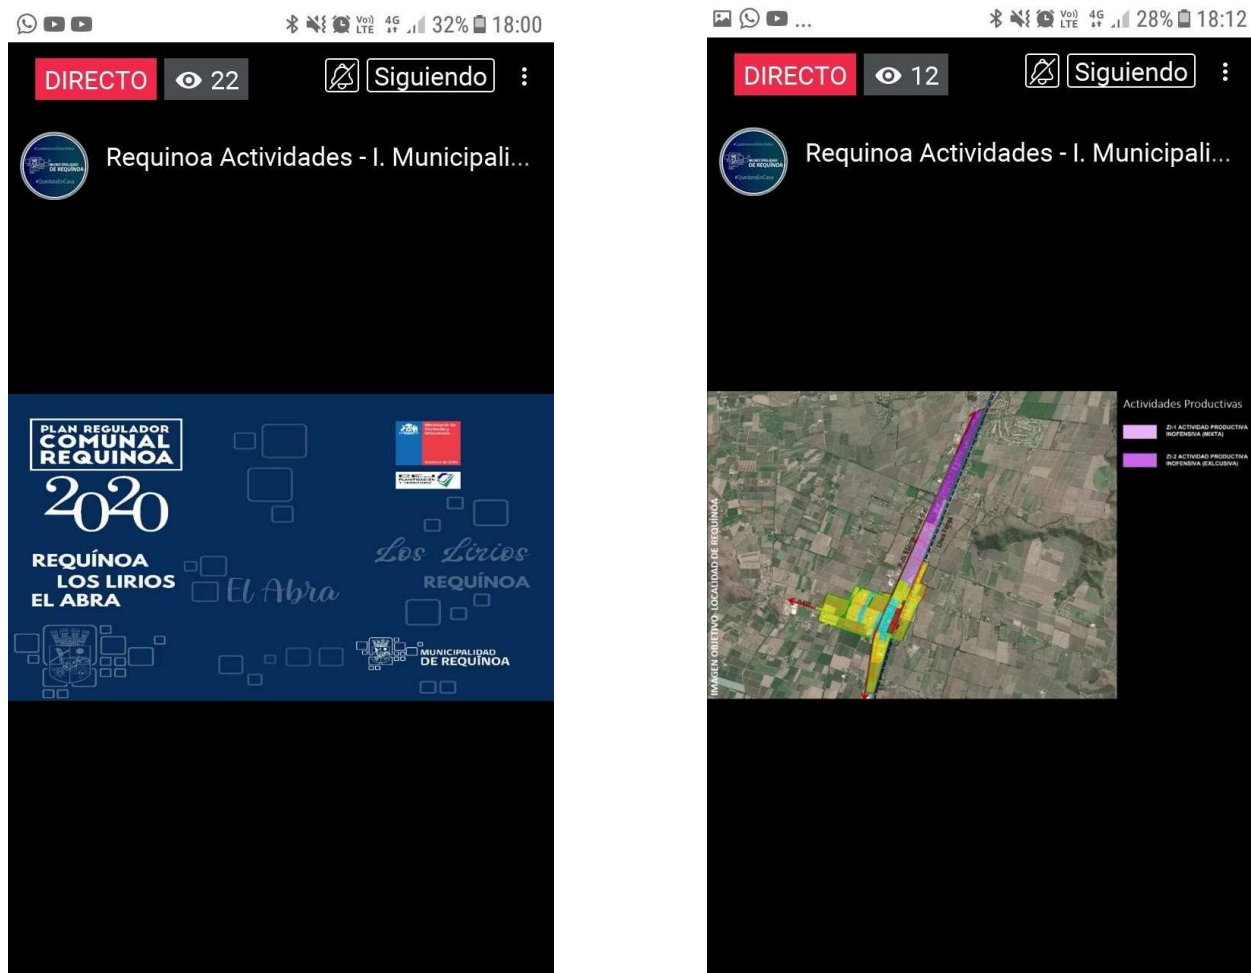 32% 18:00
DIRECTO 22 Siguiendo
Requinoa Actividades - I. Municipali...
PLAN REGULADOR
COMUNAL
REQUINOA
2020
REQUÍNOA
LOS LIRIOS
EL ABRA
El Abra
Los Lirios
REQUÍNOA
MUNICIPALIDAD
DE REQUÍNOA
28% 18:12
DIRECTO 12 Siguiendo
Requinoa Actividades - I. Municipali...
IMAGEN OBJETIVO LOCALIDAD DE REQUÍNOA
Actividades Productivas
ZI-1 ACTIVIDAD PRODUCTIVA
INOFENSIVA (MIXTA)
ZI-2 ACTIVIDAD PRODUCTIVA
INOFENSIVA (EXLCUSIVA)